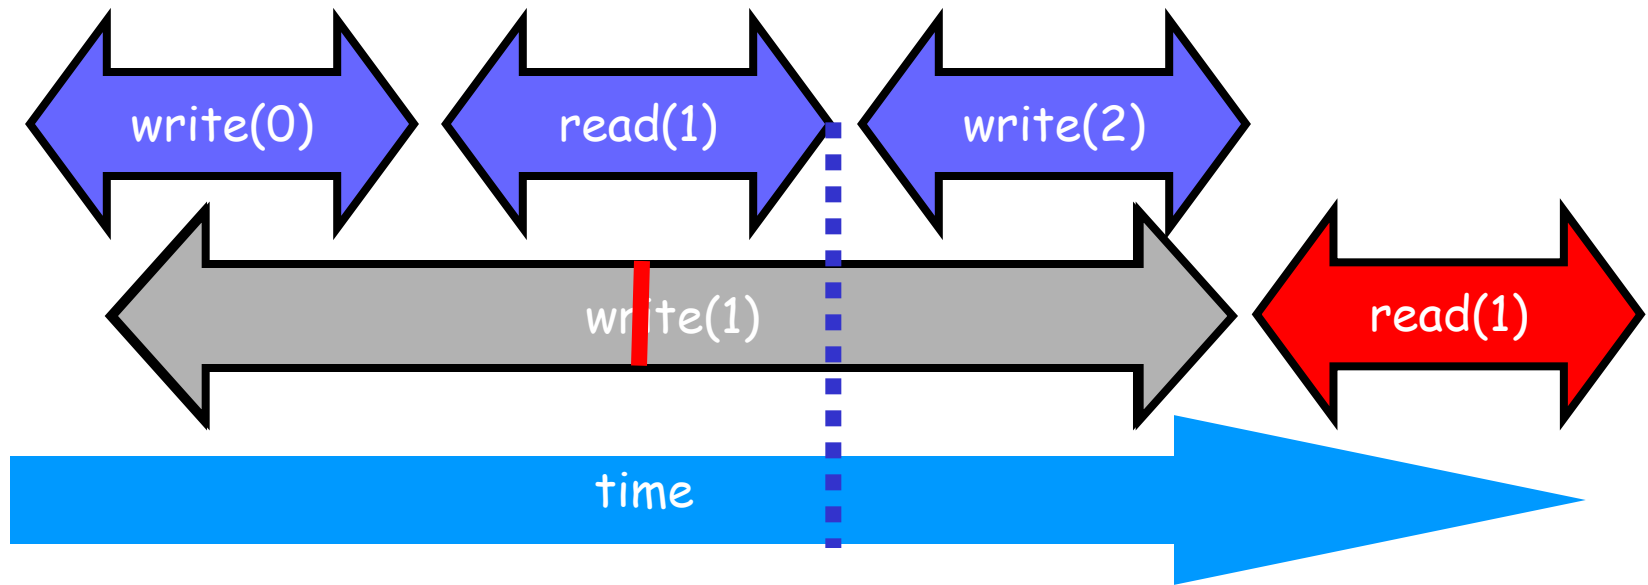 write(0)
read(1)
write(2)
write(1)
read(1)
time